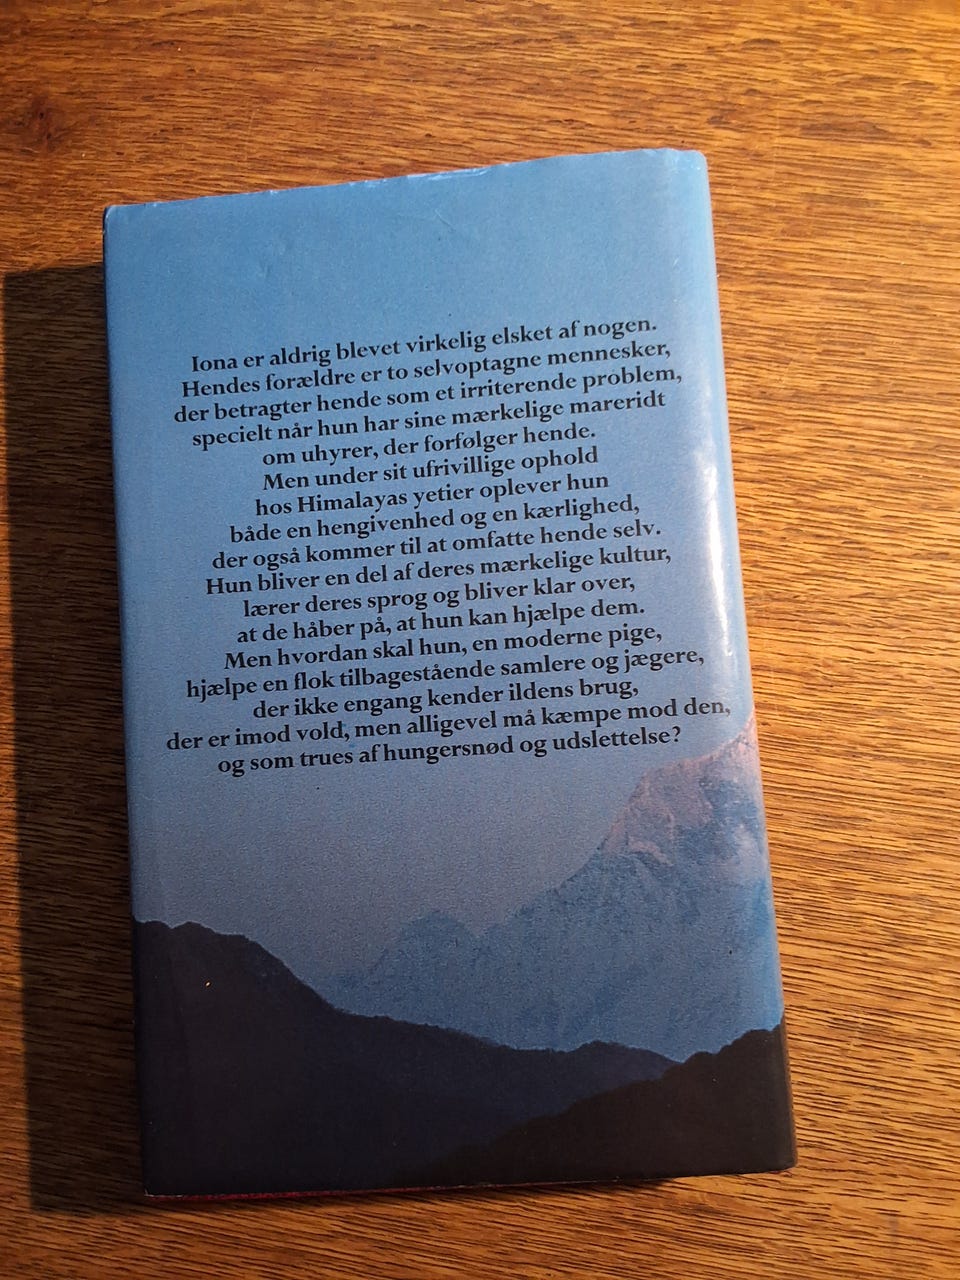 Iona er aldrig blevet virkelig elsket af nogen.
Hendes forældre er to selvoptagne mennesker,
der betragter hende som et irriterende problem,
specielt når hun har sine mærkelige mareridt
om uhyrer, der forfølger hende.
Men under sit ufrivillige ophold
hos Himalayas yetier oplever hun
både en hengivenhed og en kærlighed,
der også kommer til at omfatte hende selv.
Hun bliver en del af deres mærkelige kultur,
lærer deres sprog og bliver klar over,
at de håber på, at hun kan hjælpe dem.
Men hvordan skal hun, en moderne pige,
hjælpe en flok tilbagestående samlere og jægere,
der ikke engang kender ildens brug,
der er imod vold, men alligevel må kæmpe mod den,
og som trues af hungersnød og udslettelse?